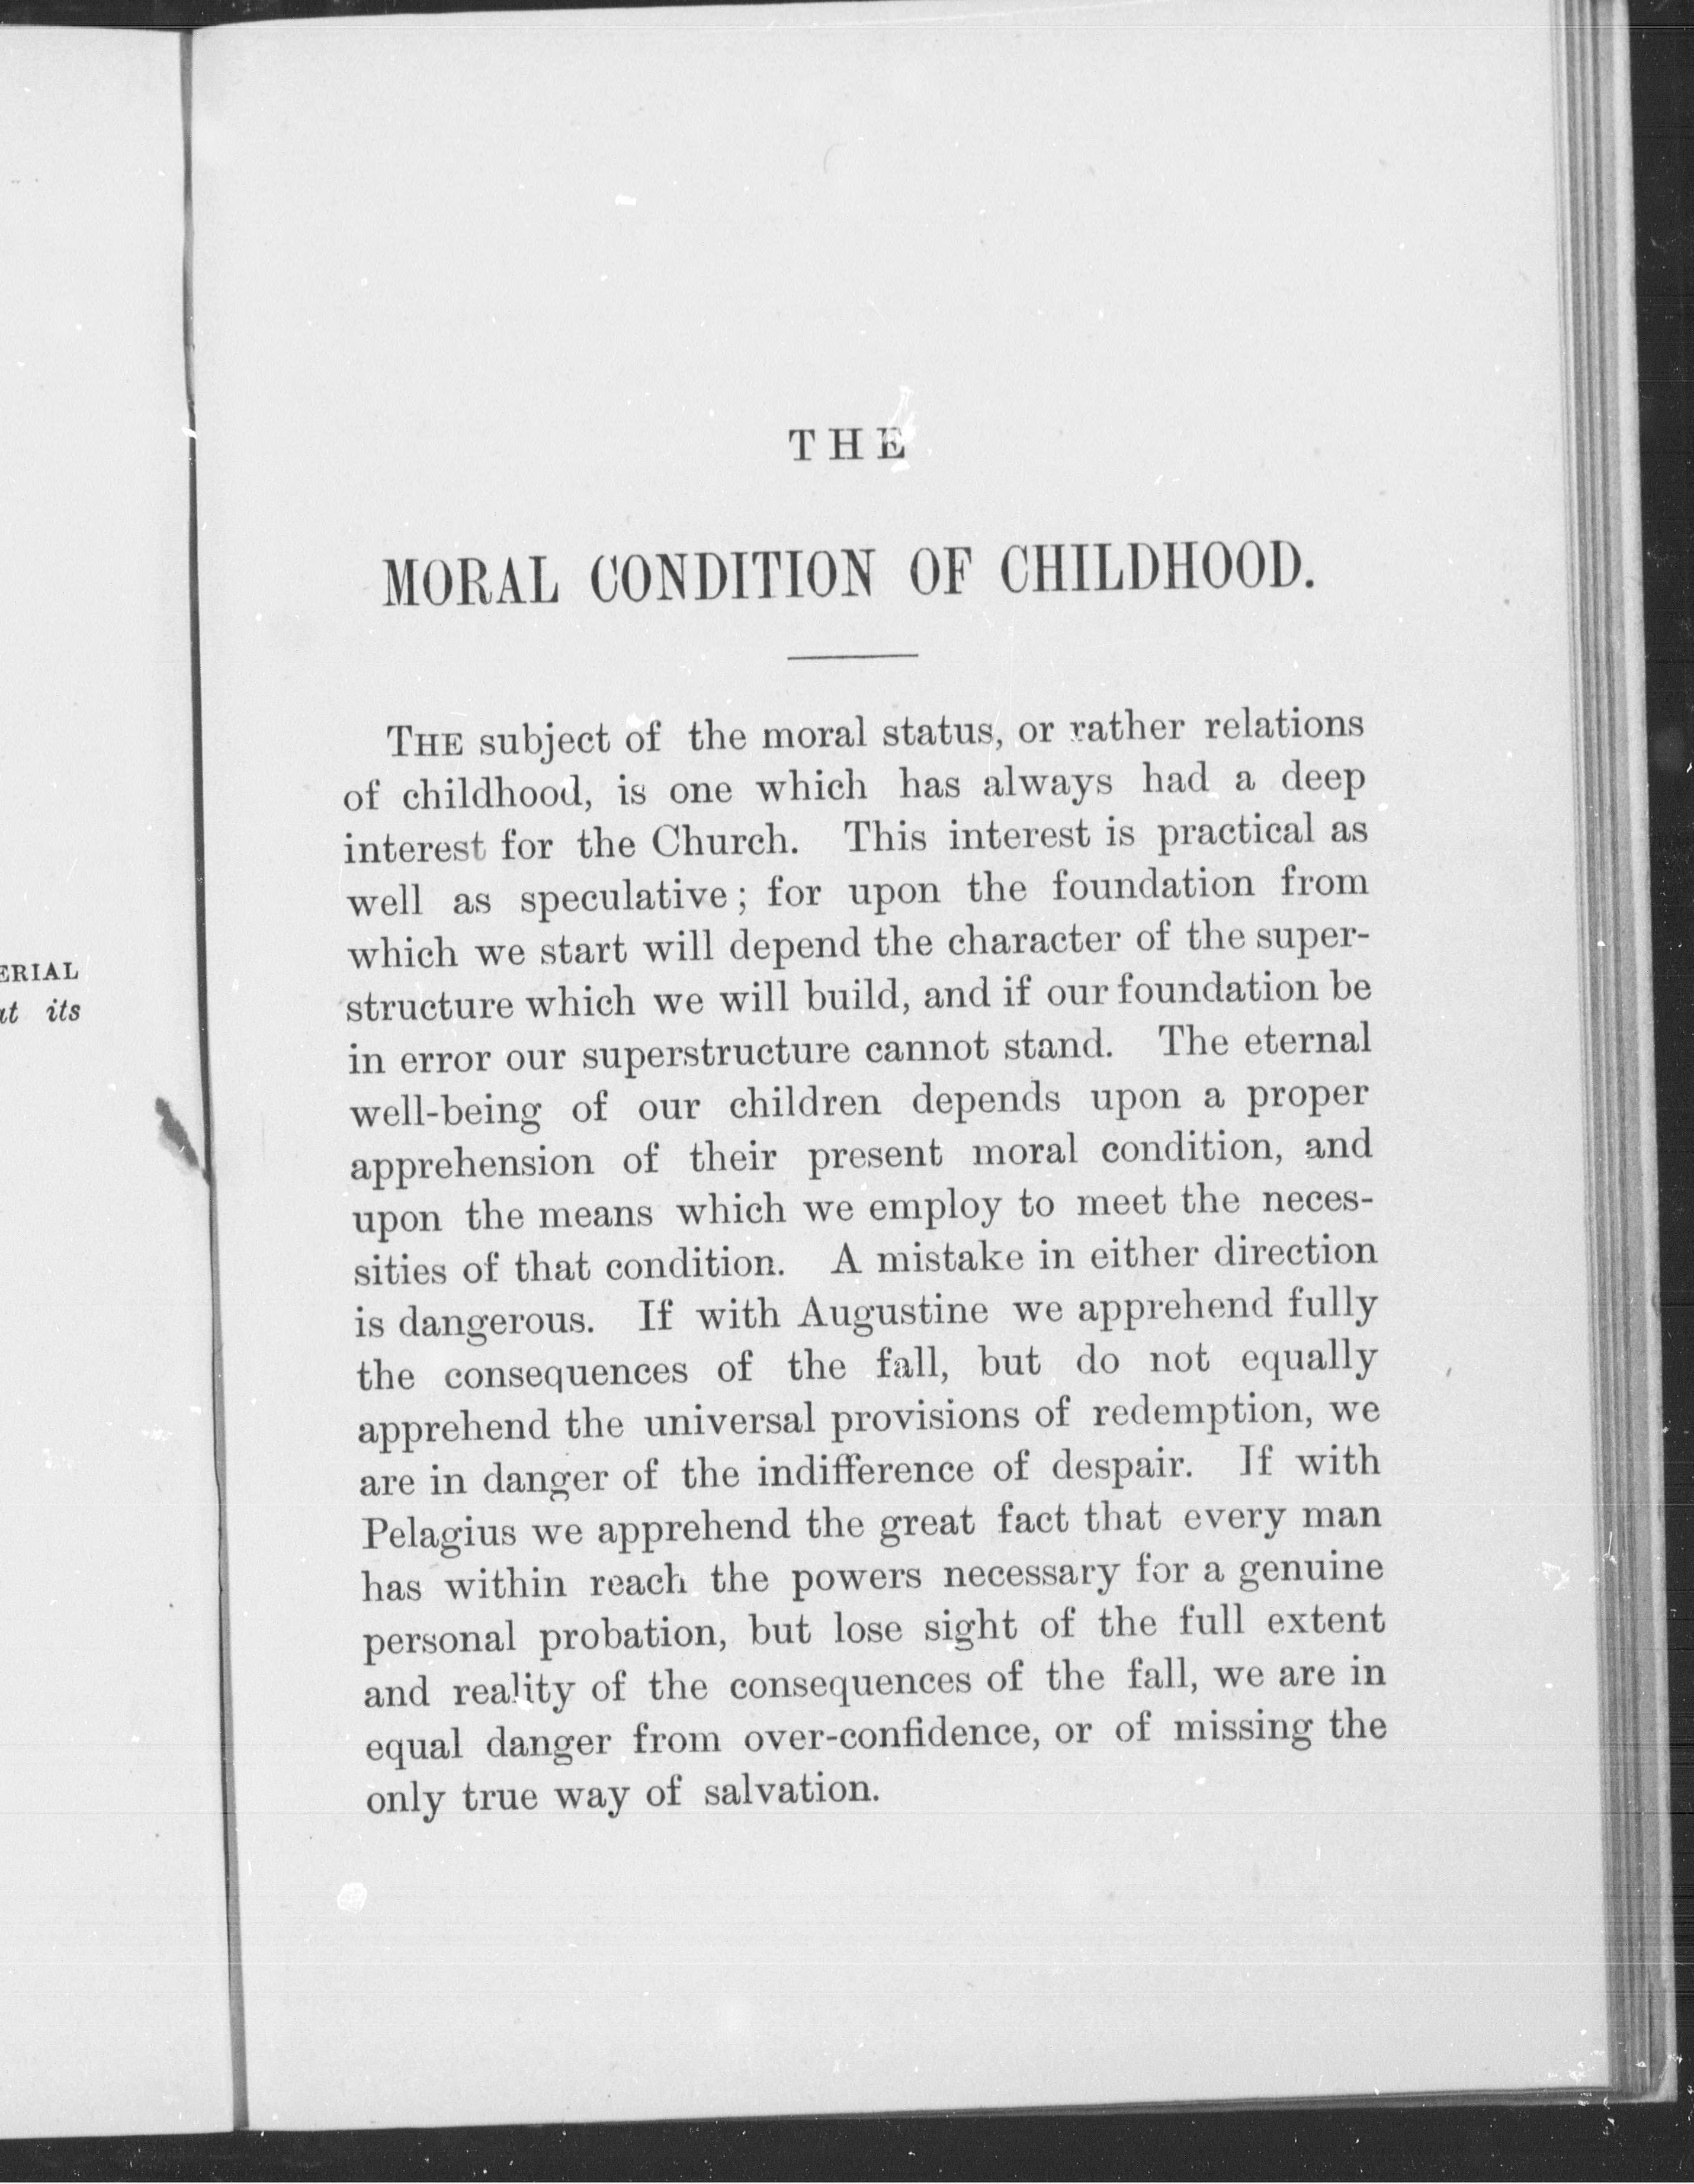 ERIAL
its
THE
MORAL CONDITION OF CHILDHOOD.
THE subject of the moral status, or rather relations
of childhood, is one which has always had a deep
interest for the Church. This interest is practical as
well as speculative; for upon the foundation from
which we start will depend the character of the super-
structure which we will build, and if our foundation be
in error our superstructure cannot stand. The eternal
well-being of our children depends upon a proper
apprehension of their present moral condition, and
upon the means which we employ to meet the neces-
sities of that condition. A mistake in either direction
is dangerous. If with Augustine we apprehend fully
the consequences of the fall, but do not equally
apprehend the universal provisions of redemption, we
are in danger of the indifference of despair. If with
Pelagius we apprehend the great fact that every man
has within reach the powers necessary for a genuine
personal probation, but lose sight of the full extent
and reality of the consequences of the fall, we are in
equal danger from over-confidence, or of missing the
only true way of salvation.